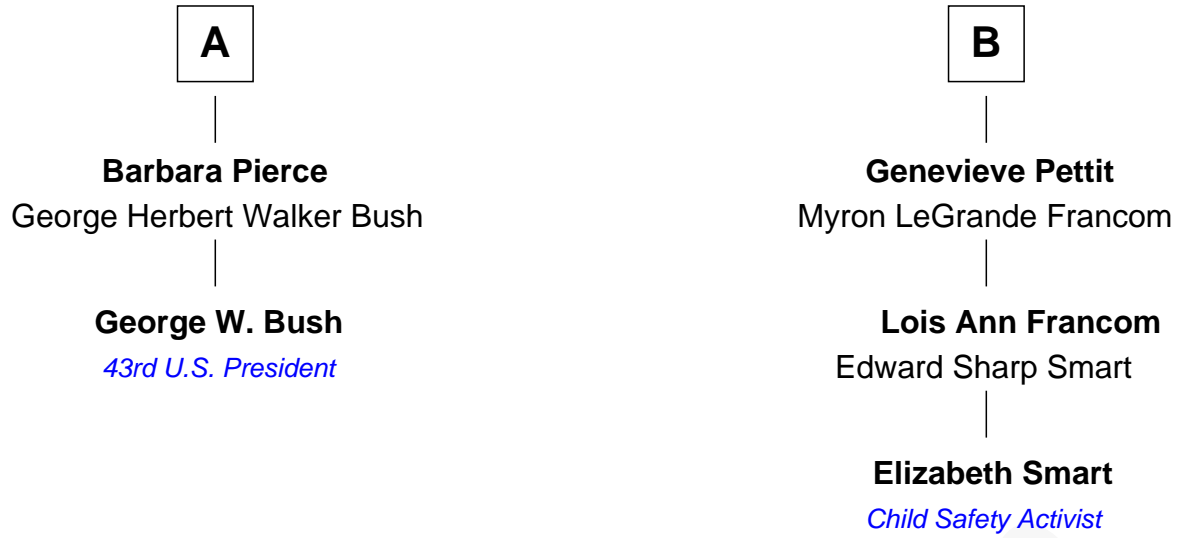 A
Barbara Pierce
George Herbert Walker Bush
George W. Bush
43rd U.S. President
B
Genevieve Pettit
Myron LeGrande Francom
Lois Ann Francom
Edward Sharp Smart
Elizabeth Smart
Child Safety Activist